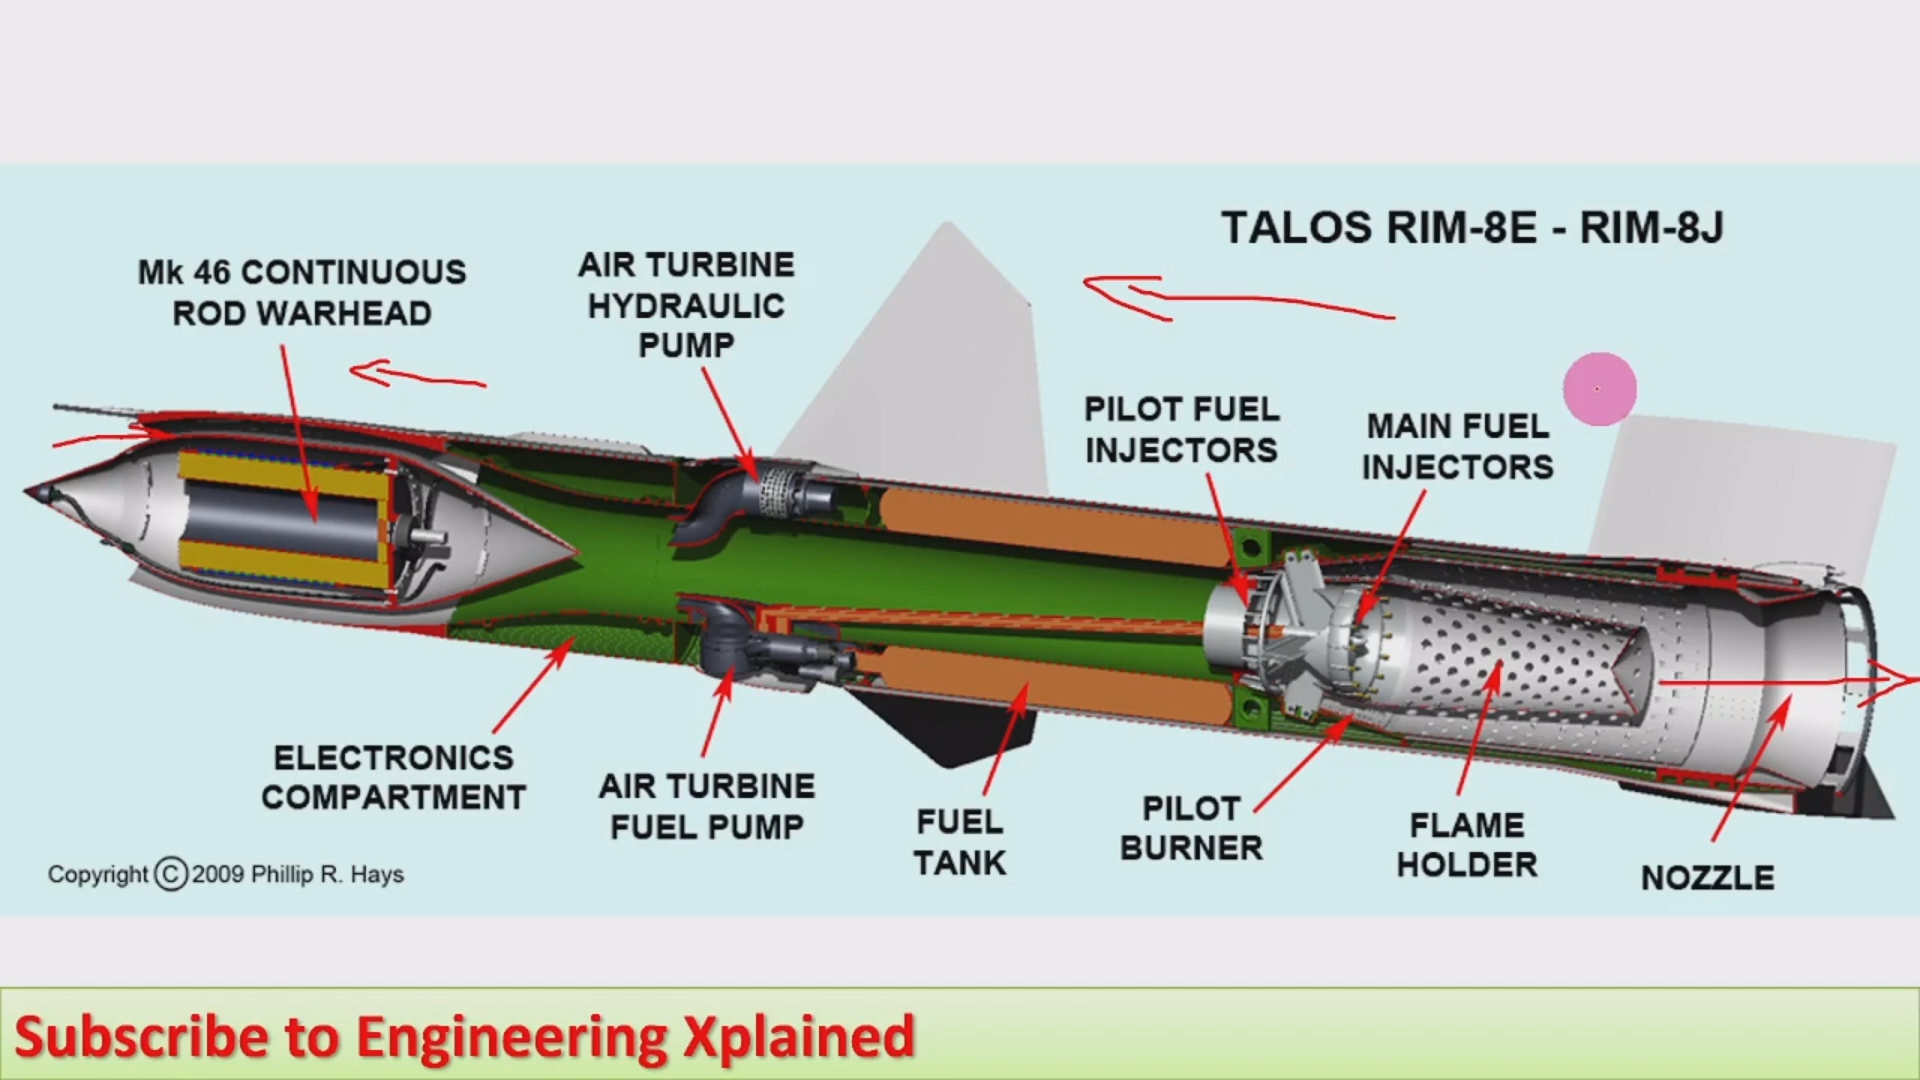 TALOS RIM-8E - RIM-8J
Mk 46 CONTINUOUS
ROD WARHEAD
AIR TURBINE
HYDRAULIC
PUMP
PILOT FUEL
INJECTORS
MAIN FUEL
INJECTORS
ELECTRONICS
COMPARTMENT
AIR TURBINE
FUEL PUMP
FUEL
TANK
PILOT
BURNER
FLAME
HOLDER
NOZZLE
Copyright © 2009 Phillip R. Hays
Subscribe to Engineering Xplained